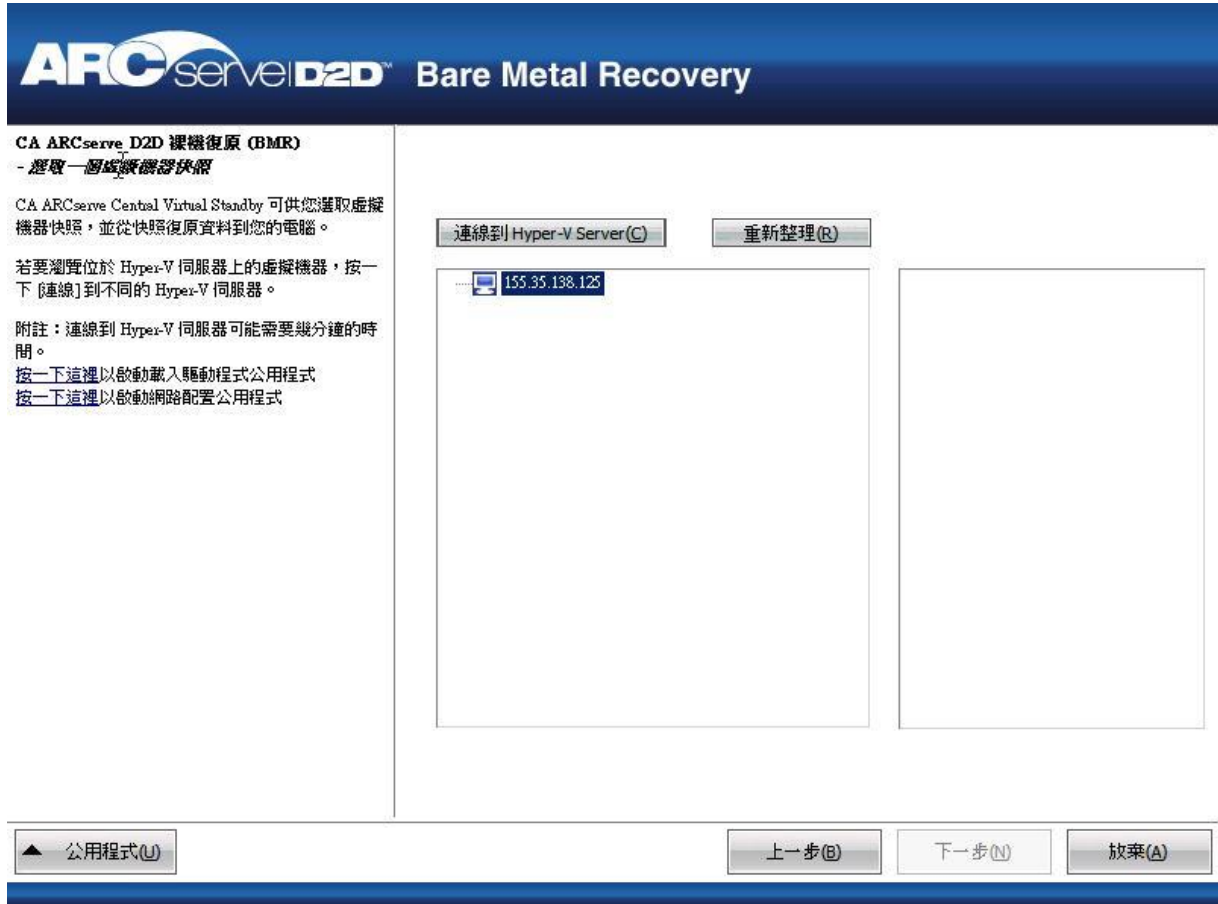 ARCserve D2D™ Bare Metal Recovery
CA ARCserve D2D 裸機復原 (BMR)
- 選取一個虛擬機器快照
CA ARCserve Central Virtual Standby 可供您選取虛擬
機器快照，並從快照復原資料到您的電腦。
若要瀏覽位於 Hyper-V 伺服器上的虛擬機器，按一
下 [連線] 到不同的 Hyper-V 伺服器。
附註：連線到 Hyper-V 伺服器可能需要幾分鐘的時
間。
按一下這裡以啟動載入驅動程式公用程式
按一下這裡以啟動網路配置公用程式
連線到 Hyper-V Server(C)
重新整理(R)
155.35.138.125
公用程式(U)
上一步(B)
下一步(N)
放棄(A)